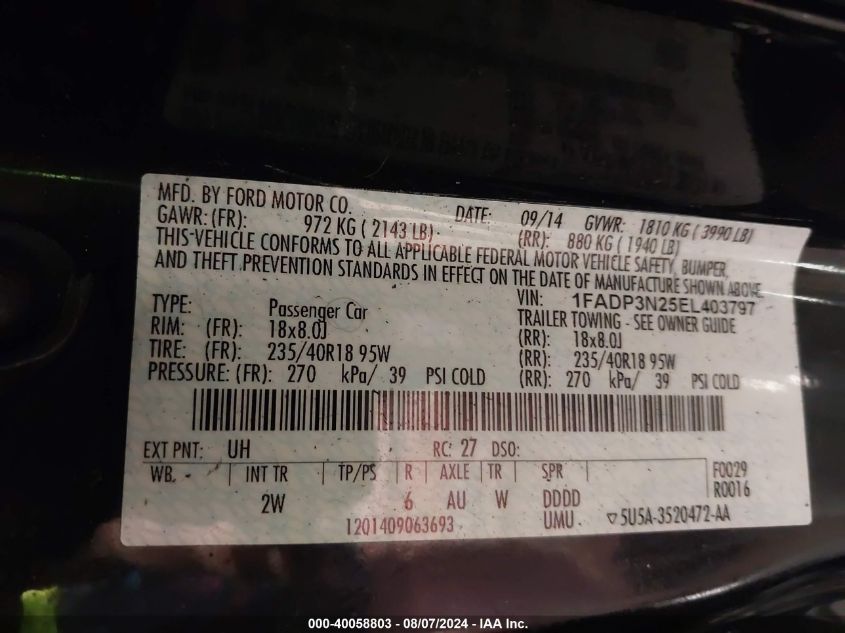 MFD. BY FORD MOTOR CO. DATE: 09/14 GVWR: 1810 KG ( 3990 LB)
GAWR: (FR): 972 KG ( 2143 LB) (RR): 880 KG ( 1940 LB)
THIS VEHICLE CONFORMS TO ALL APPLICABLE FEDERAL MOTOR VEHICLE SAFETY, BUMPER,
AND THEFT PREVENTION STANDARDS IN EFFECT ON THE DATE OF MANUFACTURE SHOWN ABOVE.
VIN: 1FADP3N25EL403797
TYPE: Passenger Car TRAILER TOWING - SEE OWNER GUIDE
RIM: (FR): 18x8.0J (RR): 18x8.0J
TIRE: (FR): 235/40R18 95W (RR): 235/40R18 95W
PRESSURE: (FR): 270 kPa/ 39 PSI COLD (RR): 270 kPa/ 39 PSI COLD
EXT PNT: UH RC: 27 DSO:
WB INT TR TP/PS R AXLE TR SPR F0029
2W 6 AU W DDDD R0016
1201409063693 UMU ▽5U5A-3520472-AA
000-40058803 - 08/07/2024 - IAA Inc.